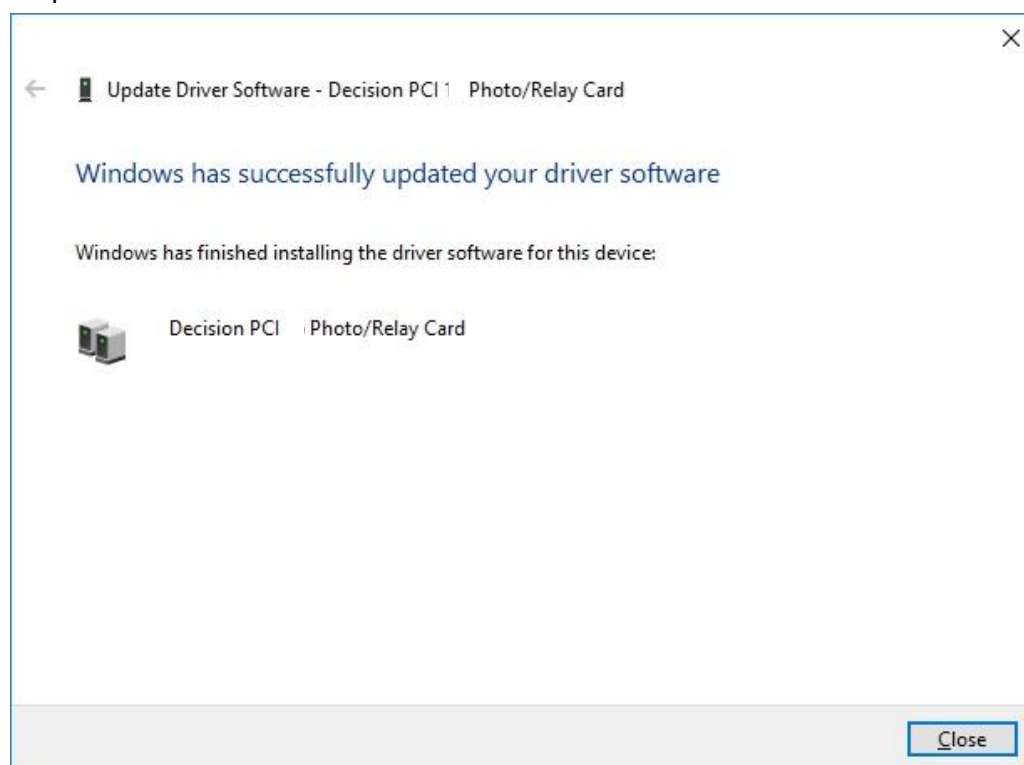 Update Driver Software - Decision PCI Photo/Relay Card
Windows has successfully updated your driver software
Windows has finished installing the driver software for this device:
Decision PCI Photo/Relay Card
Close